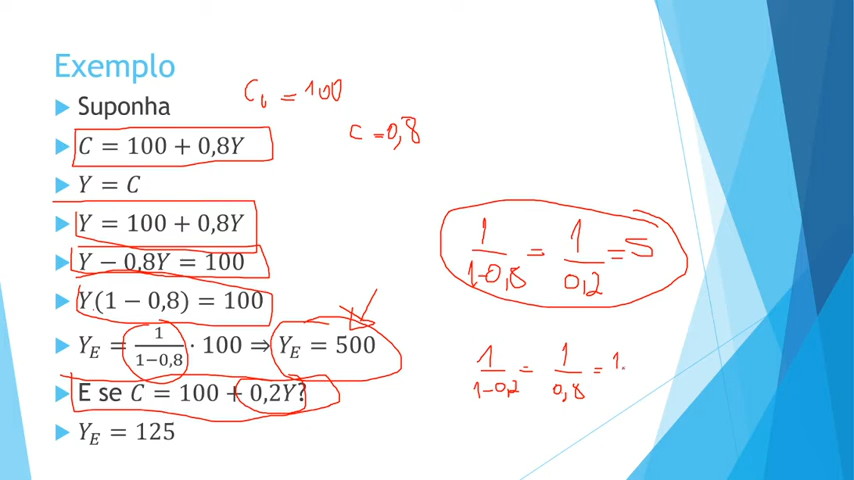 Exemplo
Suponha
C₀ = 100
c = 0,8
C = 100 + 0,8Y
Y = C
Y = 100 + 0,8Y
Y − 0,8Y = 100
Y(1 − 0,8) = 100
Y_E = 1/(1−0,8) · 100 ⇒ Y_E = 500
E se C = 100 + 0,2Y?
Y_E = 125
1/(1-0,8) = 1/0,2 = 5
1/(1-0,2) = 1/0,8 = 1.